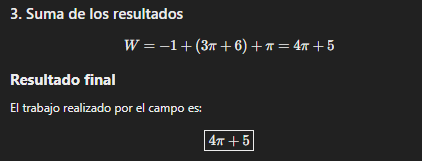 3. Suma de los resultados
W = −1 + (3π + 6) + π = 4π + 5
Resultado final
El trabajo realizado por el campo es:
4π + 5